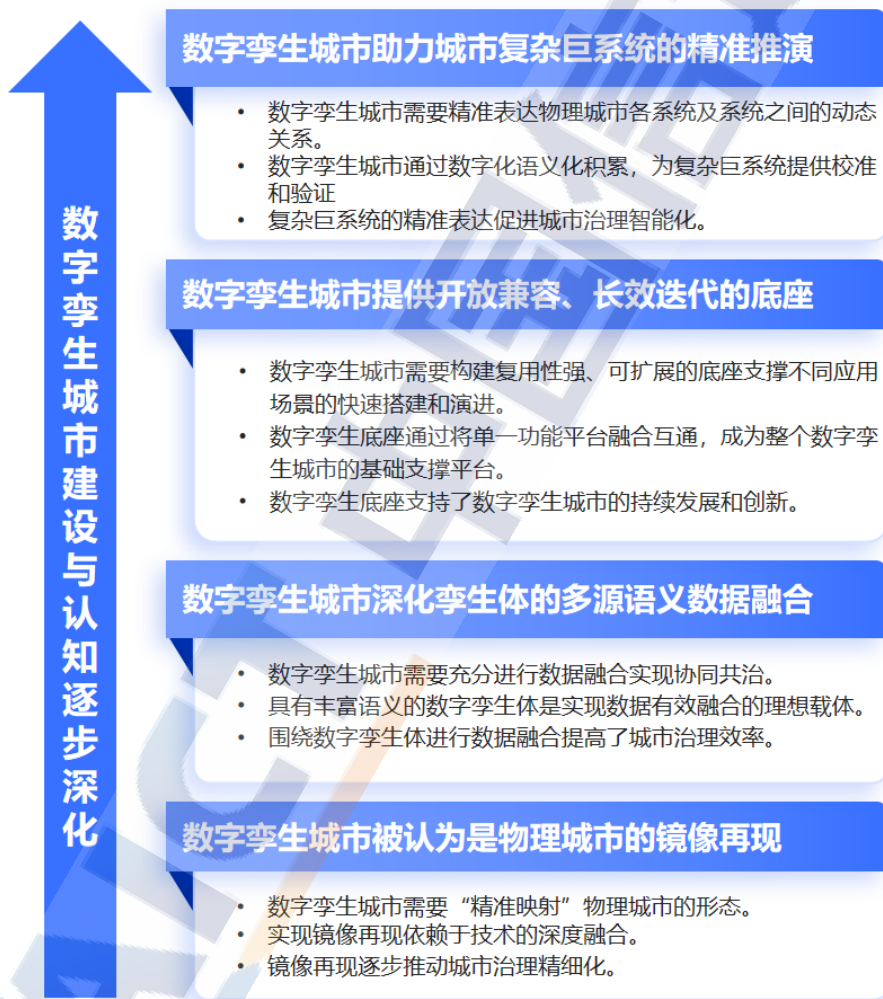 数字孪生城市建设与认知逐步深化
数字孪生城市助力城市复杂巨系统的精准推演
• 数字孪生城市需要精准表达物理城市各系统及系统之间的动态
关系。
• 数字孪生城市通过数字化语义化积累，为复杂巨系统提供校准
和验证
• 复杂巨系统的精准表达促进城市治理智能化。
数字孪生城市提供开放兼容、长效迭代的底座
• 数字孪生城市需要构建复用性强、可扩展的底座支撑不同应用
场景的快速搭建和演进。
• 数字孪生底座通过将单一功能平台融合互通，成为整个数字孪
生城市的基础支撑平台。
• 数字孪生底座支持了数字孪生城市的持续发展和创新。
数字孪生城市深化孪生体的多源语义数据融合
• 数字孪生城市需要充分进行数据融合实现协同共治。
• 具有丰富语义的数字孪生体是实现数据有效融合的理想载体。
• 围绕数字孪生体进行数据融合提高了城市治理效率。
数字孪生城市被认为是物理城市的镜像再现
• 数字孪生城市需要“精准映射”物理城市的形态。
• 实现镜像再现依赖于技术的深度融合。
• 镜像再现逐步推动城市治理精细化。